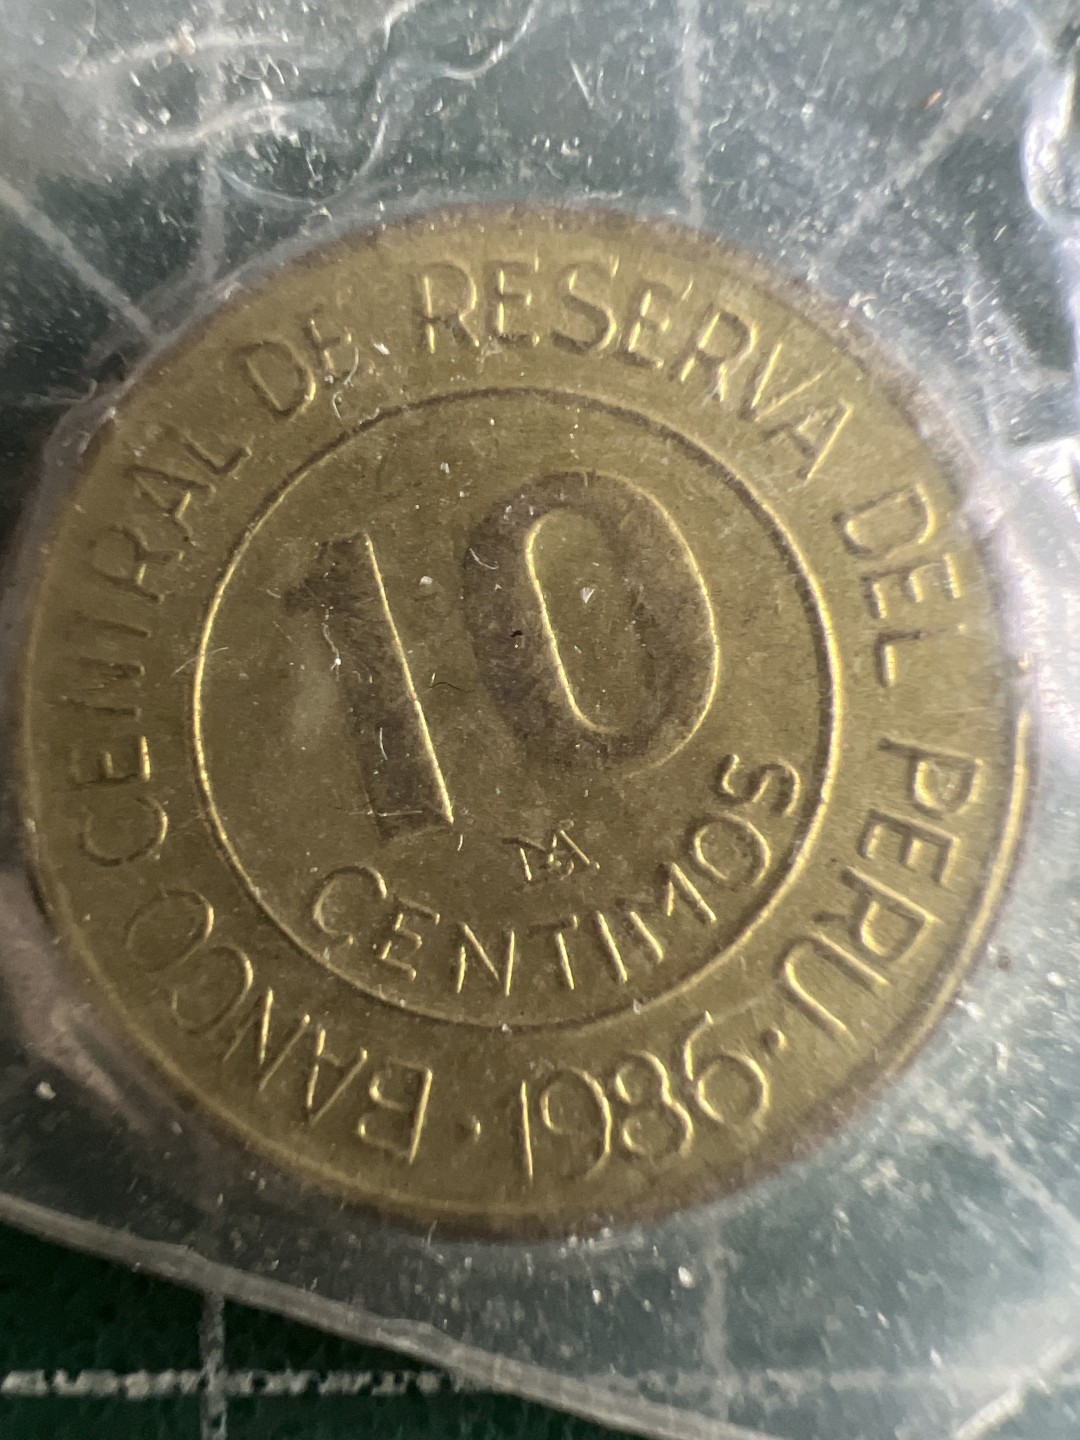 BANCO CENTRAL DE RESERVA DEL PERU · 1986 ·
10
CENTIMOS